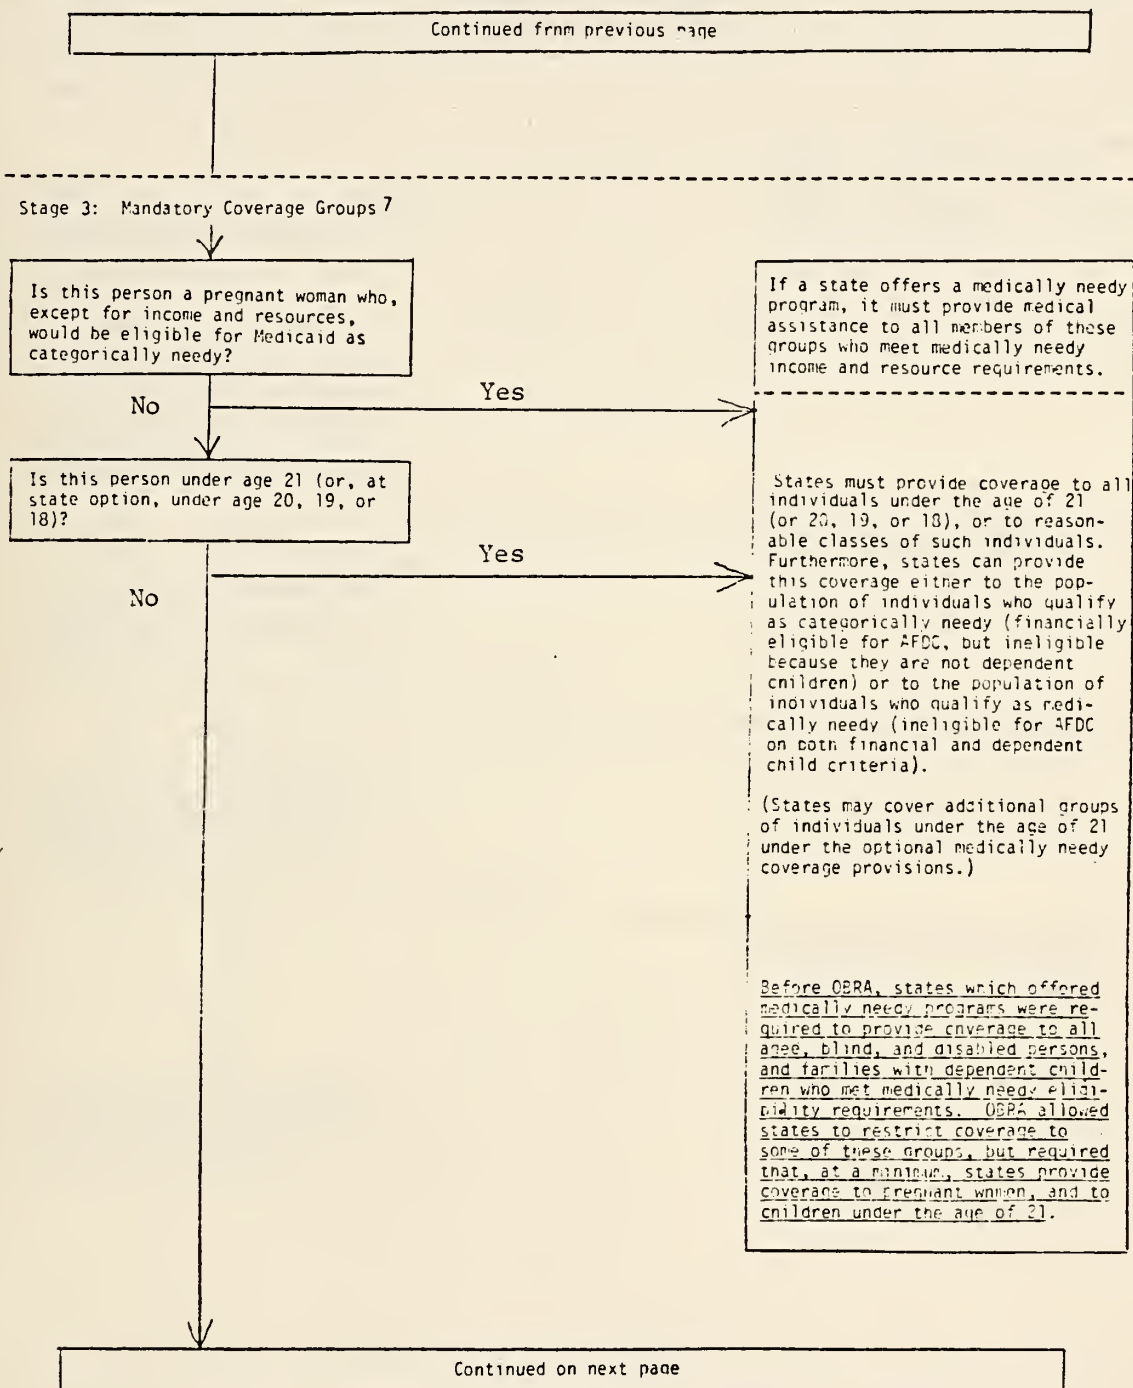 Continued frnm previous page
Stage 3: Mandatory Coverage Groups 7
Is this person a pregnant woman who,
except for income and resources,
would be eligible for Medicaid as
categorically needy?
No
Yes
Is this person under age 21 (or, at
state option, under age 20, 19, or
18)?
Yes
No
If a state offers a medically needy
program, it must provide medical
assistance to all members of these
groups who meet medically needy
income and resource requirements.
States must provide coverage to all
individuals under the age of 21
(or 20, 19, or 18), or to reason-
able classes of such individuals.
Furthermore, states can provide
this coverage either to the pop-
ulation of individuals who qualify
as categorically needy (financially
eligible for AFDC, but ineligible
because they are not dependent
children) or to the population of
individuals who qualify as medi-
cally needy (ineligible for AFDC
on both financial and dependent
child criteria).
(States may cover additional groups
of individuals under the age of 21
under the optional medically needy
coverage provisions.)
Before OBRA, states which offered
medically needy programs were re-
quired to provide coverage to all
aged, blind, and disabled persons,
and families with dependent child-
ren who met medically needy eligi-
bility requirements. OBRA allowed
states to restrict coverage to
some of these groups, but required
that, at a minimum, states provide
coverage to pregnant women, and to
children under the age of 21.
Continued on next page